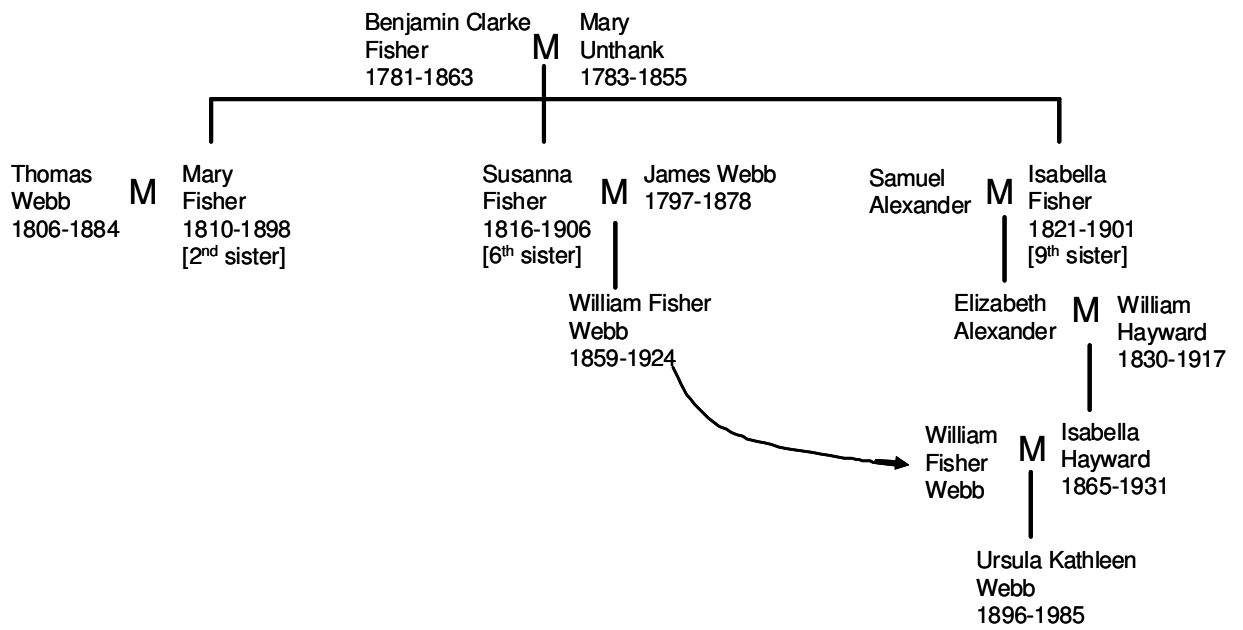 Benjamin Clarke
Fisher
1781-1863
M
Mary
Unthank
1783-1855
Thomas
Webb
1806-1884
M
Mary
Fisher
1810-1898
[2nd sister]
Susanna
Fisher
1816-1906
[6th sister]
M
James Webb
1797-1878
Samuel
Alexander
M
Isabella
Fisher
1821-1901
[9th sister]
William Fisher
Webb
1859-1924
Elizabeth
Alexander
M
William
Hayward
1830-1917
William
Fisher
Webb
M
Isabella
Hayward
1865-1931
Ursula Kathleen
Webb
1896-1985